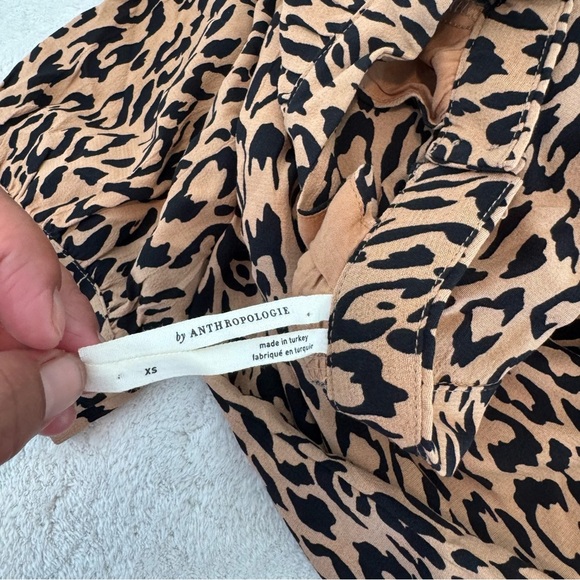 by ANTHROPOLOGIE
made in turkey
fabriqué en turquie
XS